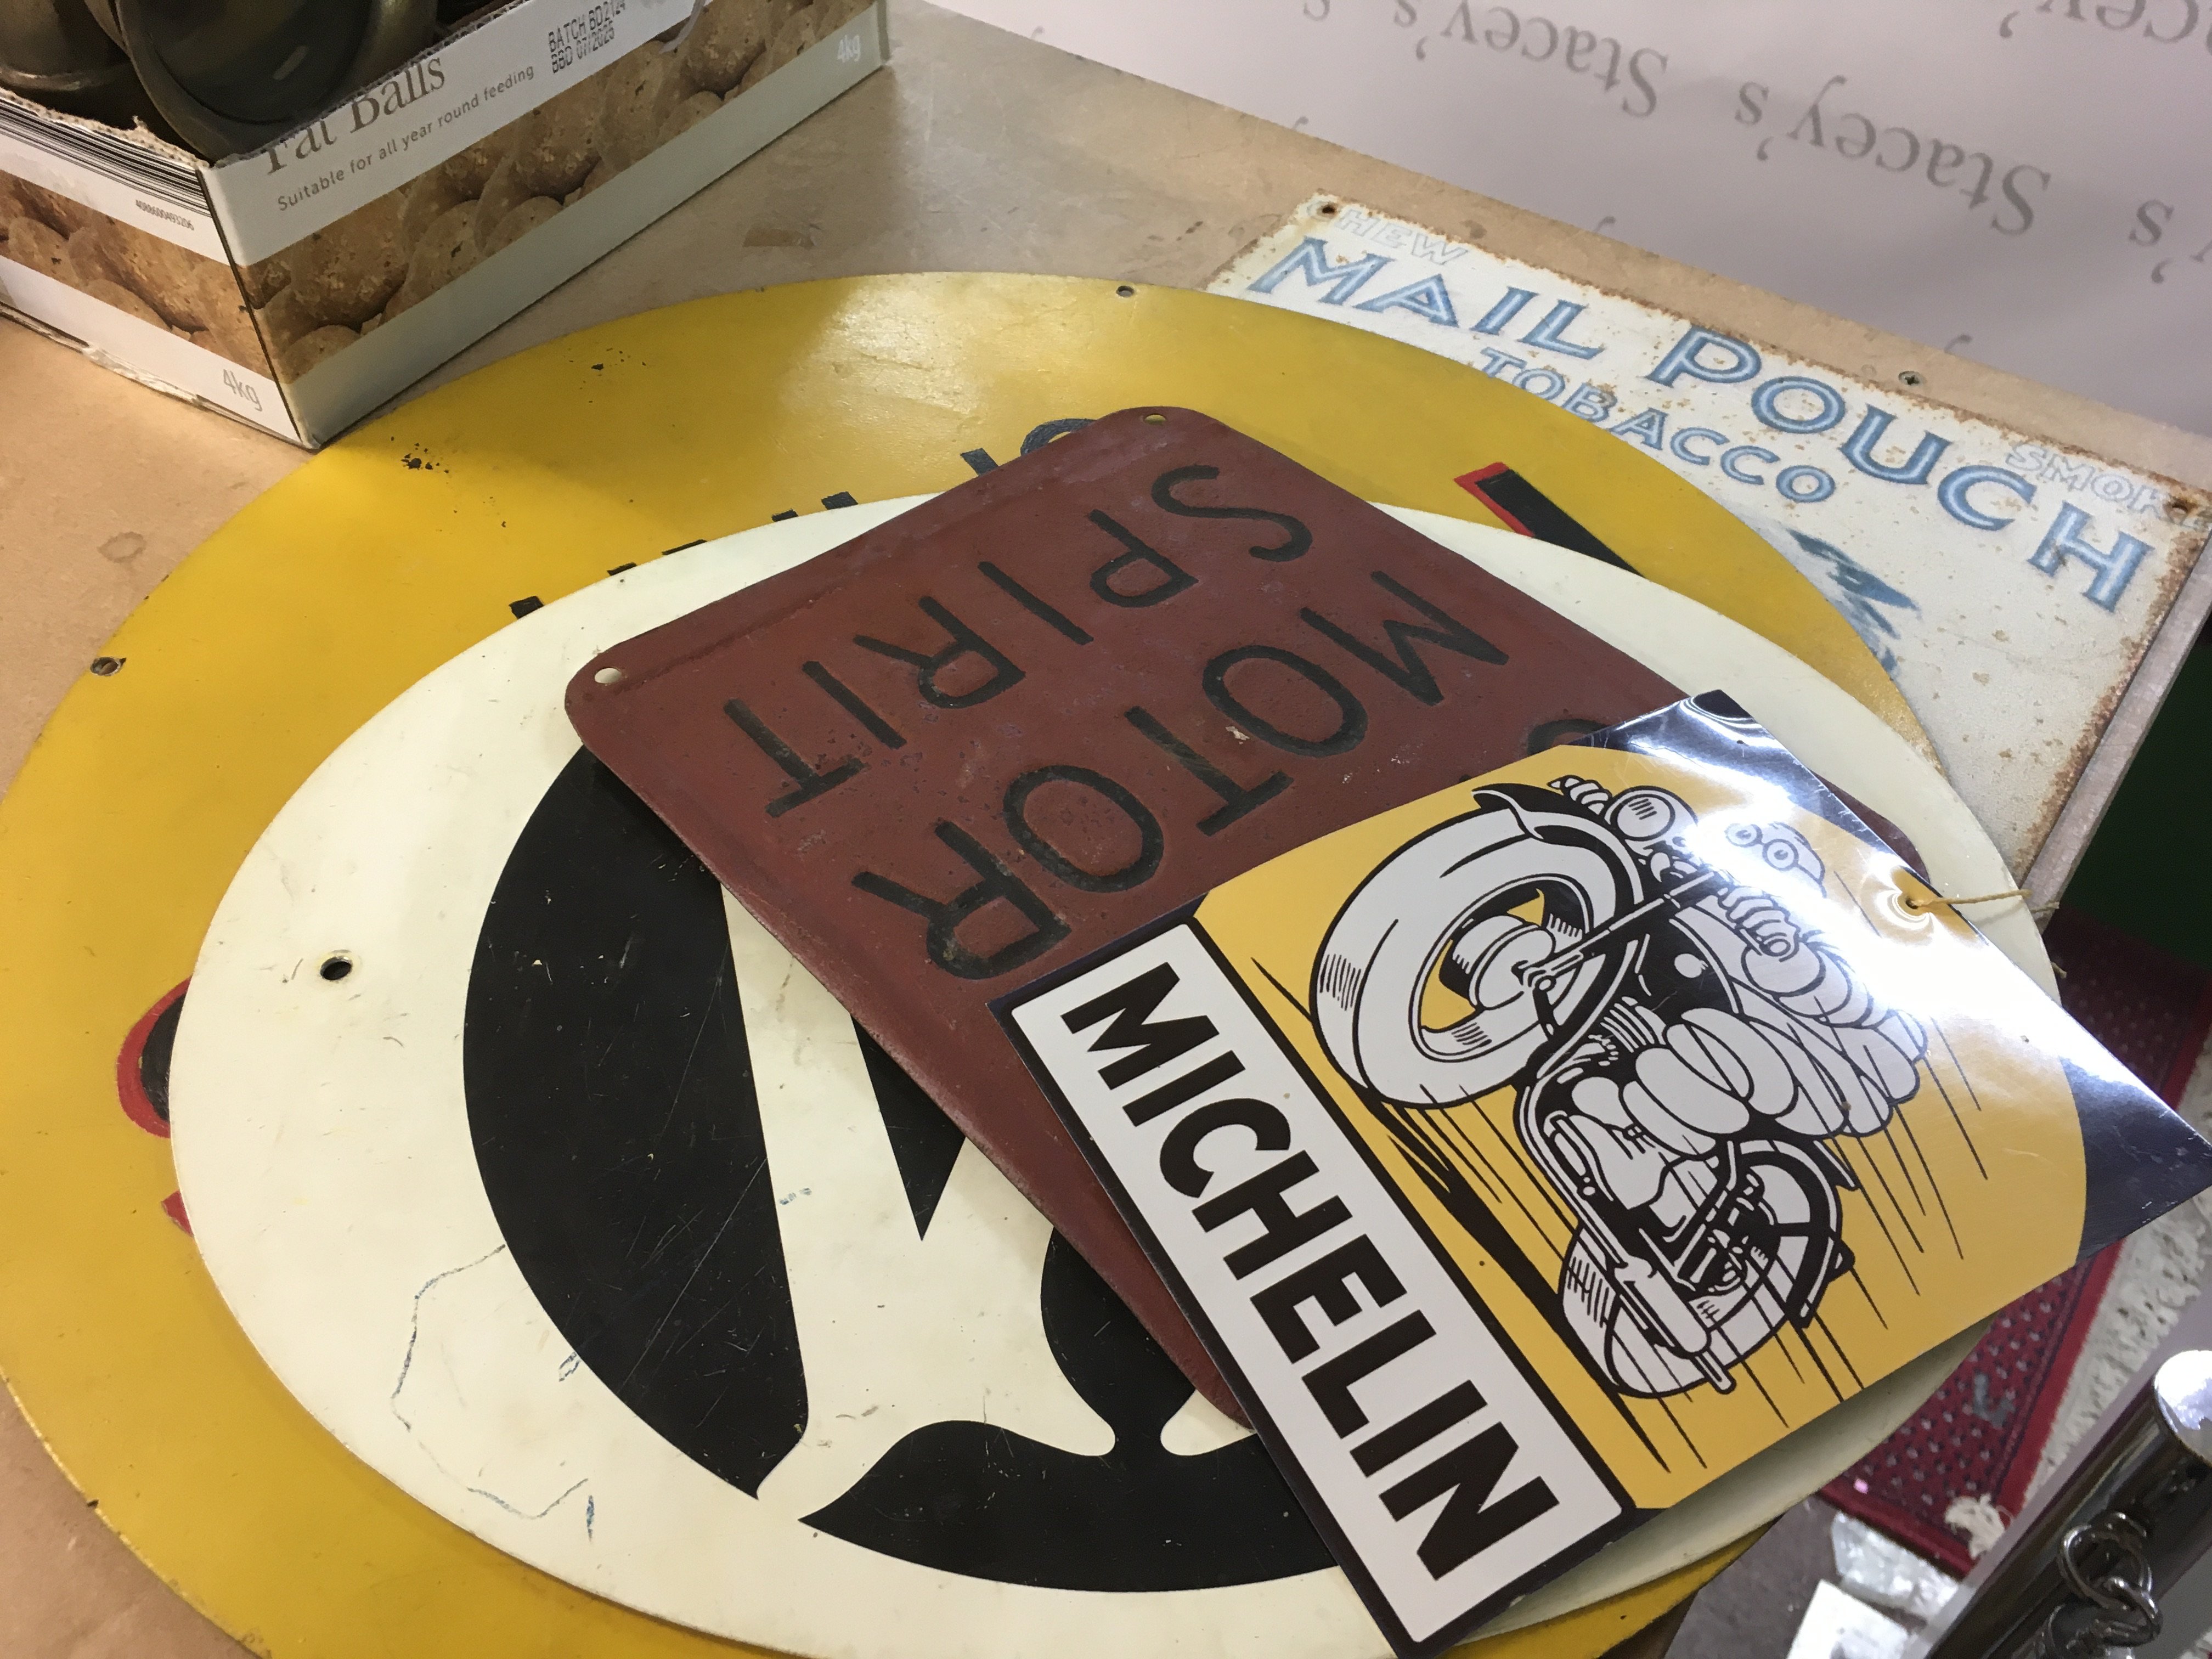 Fat Balls
Suitable for all year round feeding
BATCH BD2124
BBD 07/2025
4kg
4kg
4088600493206
Stacey's
Stacey's
CHEW
MAIL POUCH
TOBACCO
SMOKE
MOTOR
SPIRIT
MICHELIN